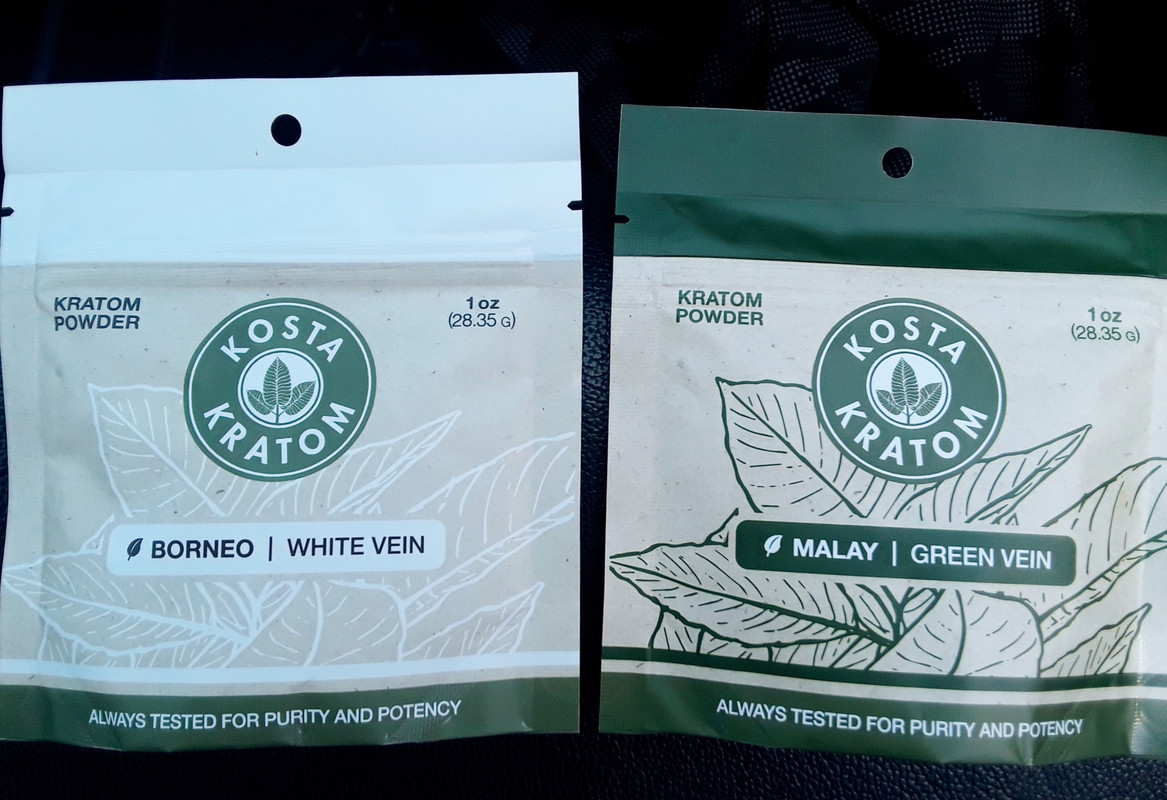 KRATOM
POWDER
1 oz
(28.35 G)
KOSTA
KRATOM
BORNEO | WHITE VEIN
ALWAYS TESTED FOR PURITY AND POTENCY
KRATOM
POWDER
1 oz
(28.35 G)
KOSTA
KRATOM
MALAY | GREEN VEIN
ALWAYS TESTED FOR PURITY AND POTENCY